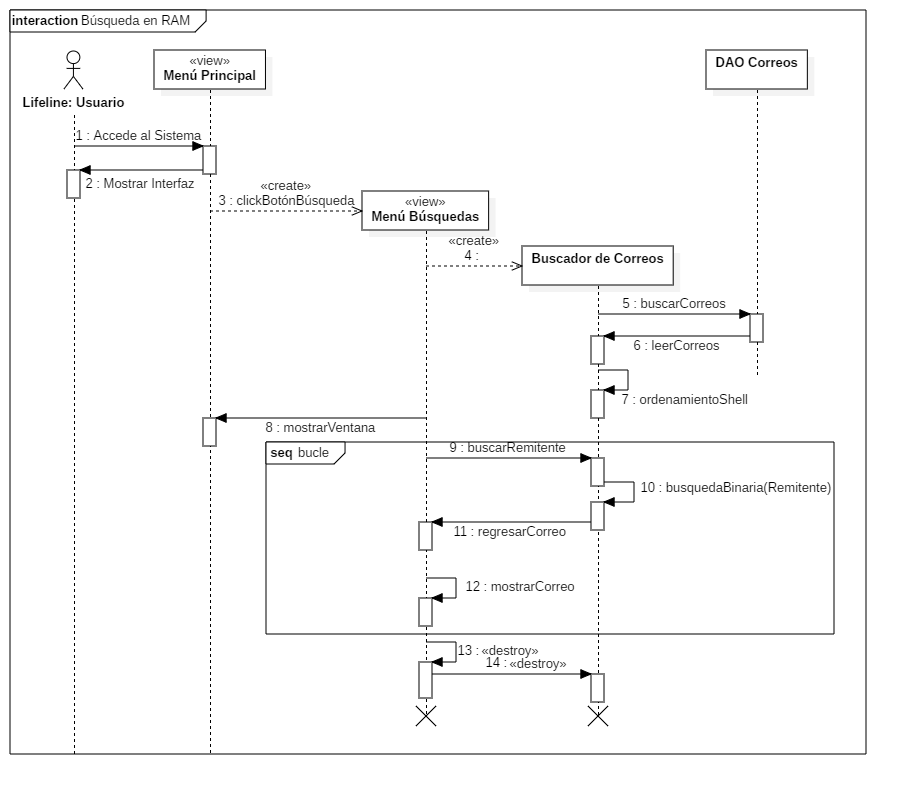 interaction Búsqueda en RAM
«view»
Menú Principal
DAO Correos
Lifeline: Usuario
1 : Accede al Sistema
2 : Mostrar Interfaz
«create»
3 : clickBotónBúsqueda
«view»
Menú Búsquedas
«create»
4 :
Buscador de Correos
5 : buscarCorreos
6 : leerCorreos
7 : ordenamientoShell
8 : mostrarVentana
seq bucle
9 : buscarRemitente
10 : busquedaBinaria(Remitente)
11 : regresarCorreo
12 : mostrarCorreo
13 : «destroy»
14 : «destroy»